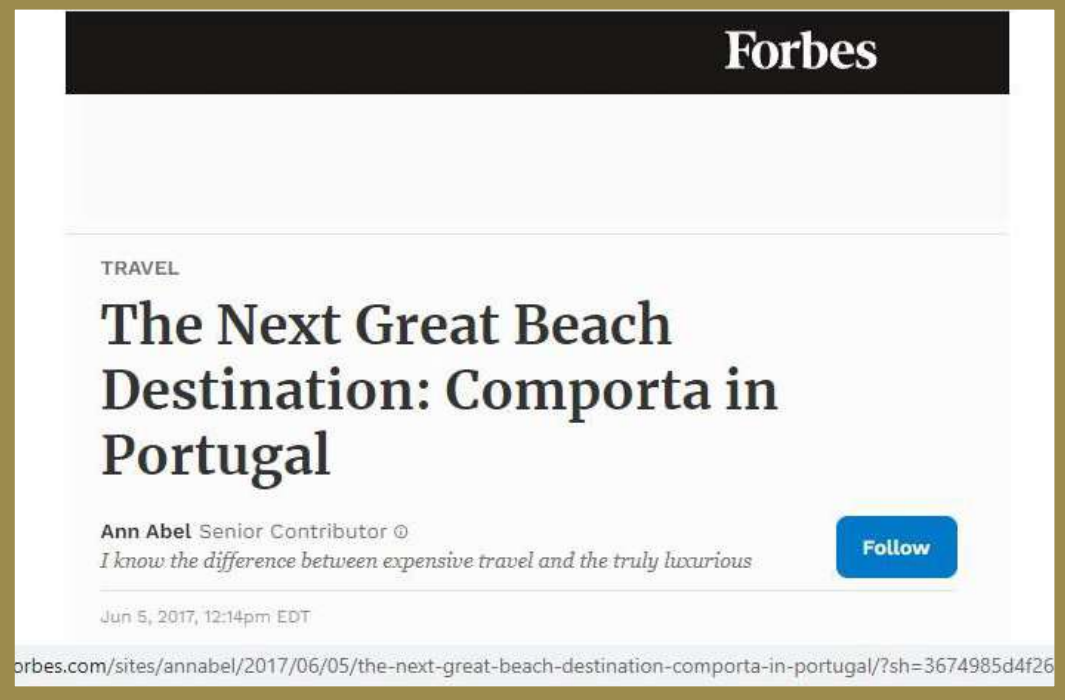 Forbes
TRAVEL
The Next Great Beach
Destination: Comporta in
Portugal
Ann Abel Senior Contributor
I know the difference between expensive travel and the truly luxurious
Follow
Jun 5, 2017, 12:14pm EDT
orbes.com/sites/annabel/2017/06/05/the-next-great-beach-destination-comporta-in-portugal/?sh=3674985d4f26